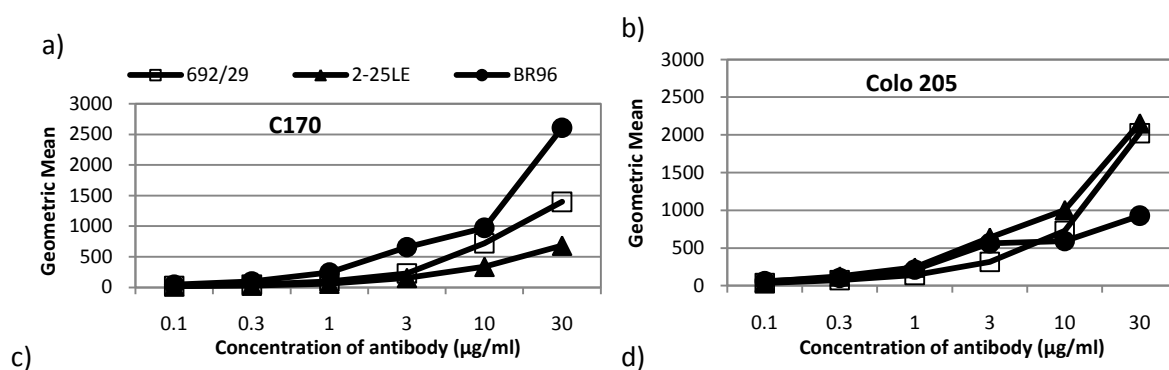 a)
692/29 2-25LE BR96
C170
Geometric Mean
3000
2500
2000
1500
1000
500
0
0.1 0.3 1 3 10 30
Concentration of antibody (µg/ml)
b)
Colo 205
Geometric Mean
3000
2500
2000
1500
1000
500
0
0.1 0.3 1 3 10 30
Concentration of antibody (µg/ml)
c)
d)